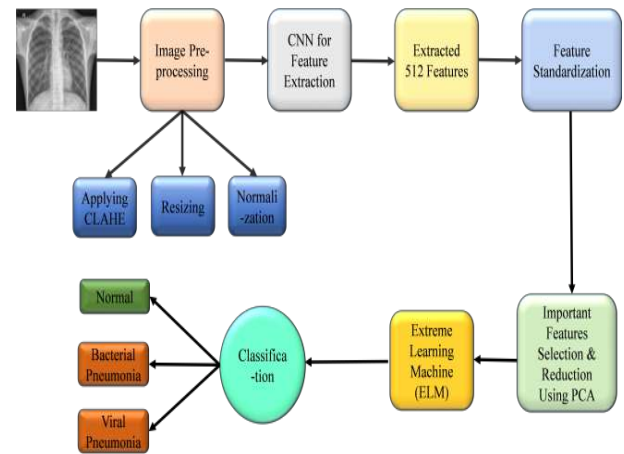 Image Pre-
processing
CNN for
Feature
Extraction
Extracted
512 Features
Feature
Standardization
Applying
CLAHE
Resizing
Normali
-zation
Normal
Bacterial
Pneumonia
Viral
Pneumonia
Classifica
-tion
Extreme
Learning
Machine
(ELM)
Important
Features
Selection &
Reduction
Using PCA